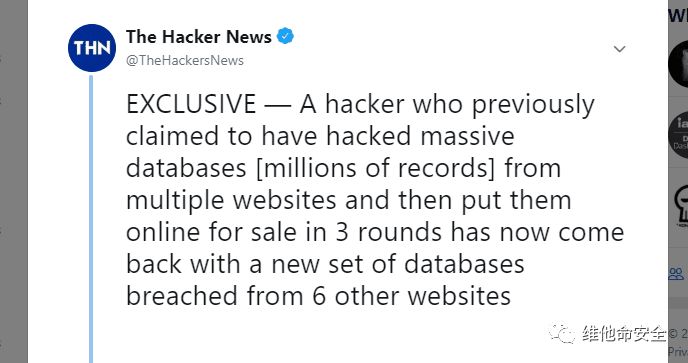 The Hacker News
THN
@TheHackersNews
EXCLUSIVE — A hacker who previously
claimed to have hacked massive
databases [millions of records] from
multiple websites and then put them
online for sale in 3 rounds has now come
back with a new set of databases
breached from 6 other websites
维他命安全